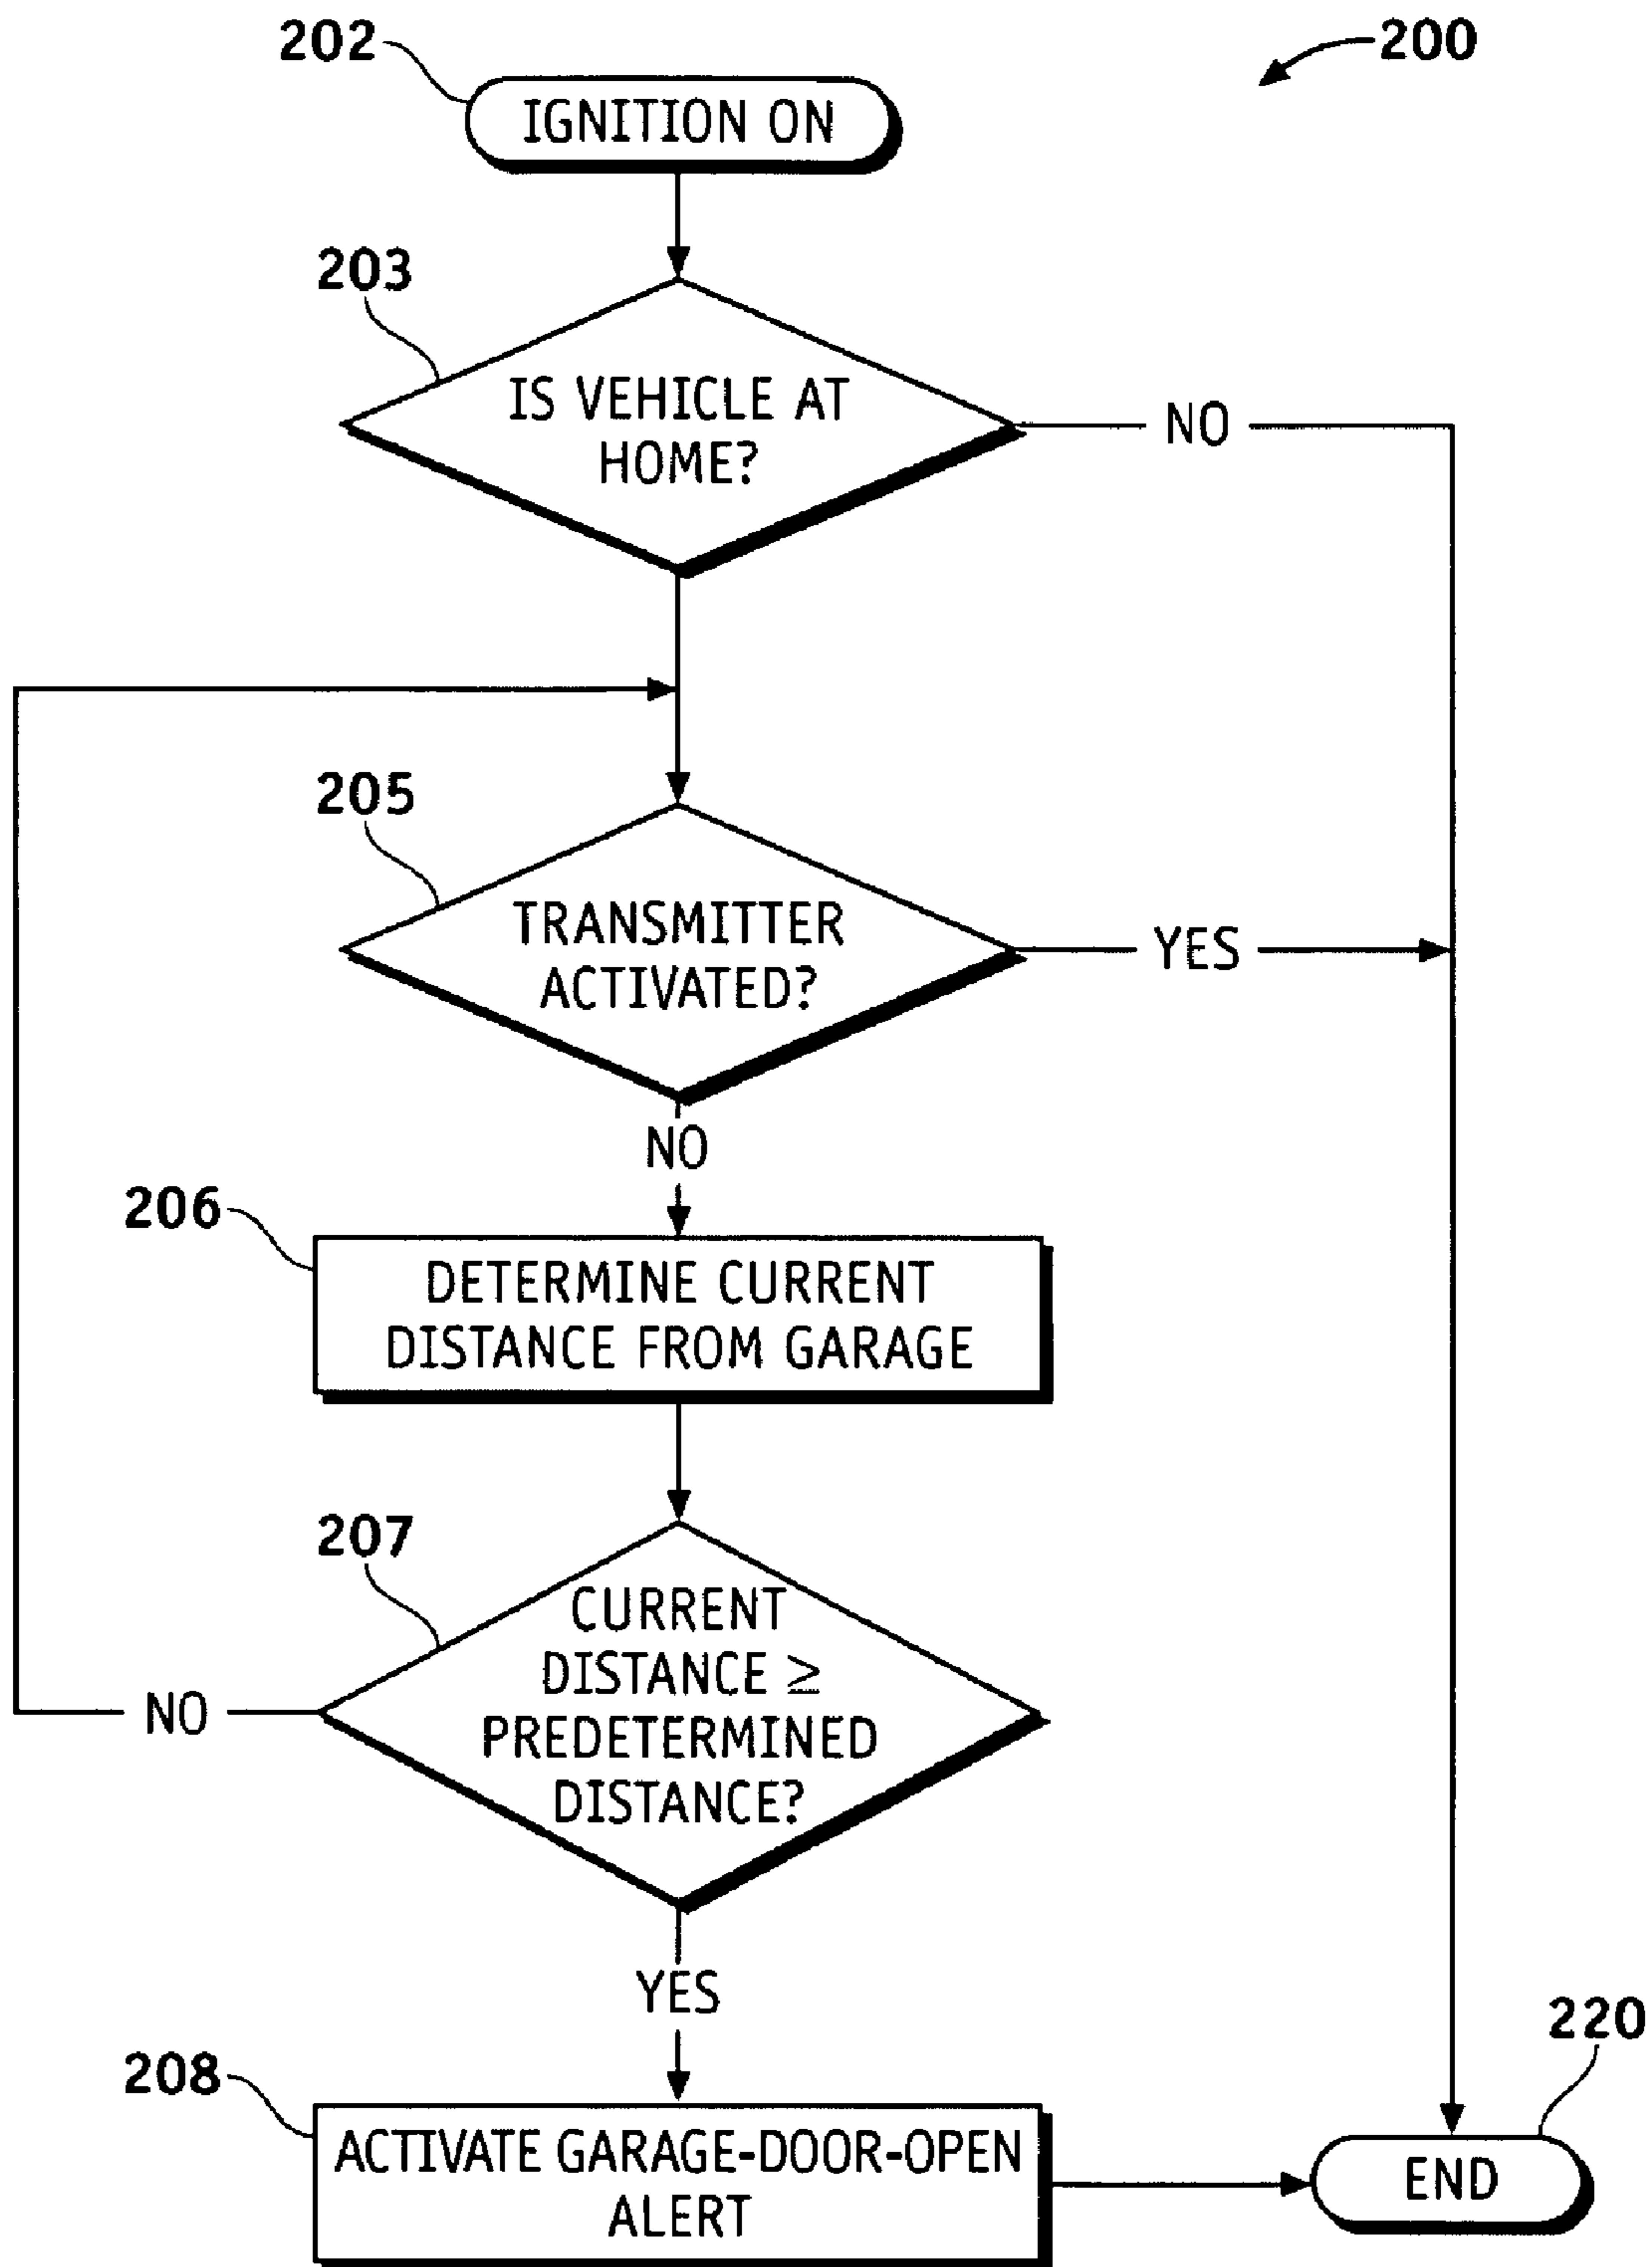 202
200
IGNITION ON
203
IS VEHICLE AT
HOME?
NO
205
TRANSMITTER
ACTIVATED?
YES
NO
206
DETERMINE CURRENT
DISTANCE FROM GARAGE
207
CURRENT
DISTANCE ≥
PREDETERMINED
DISTANCE?
NO
YES
208
ACTIVATE GARAGE-DOOR-OPEN
ALERT
220
END